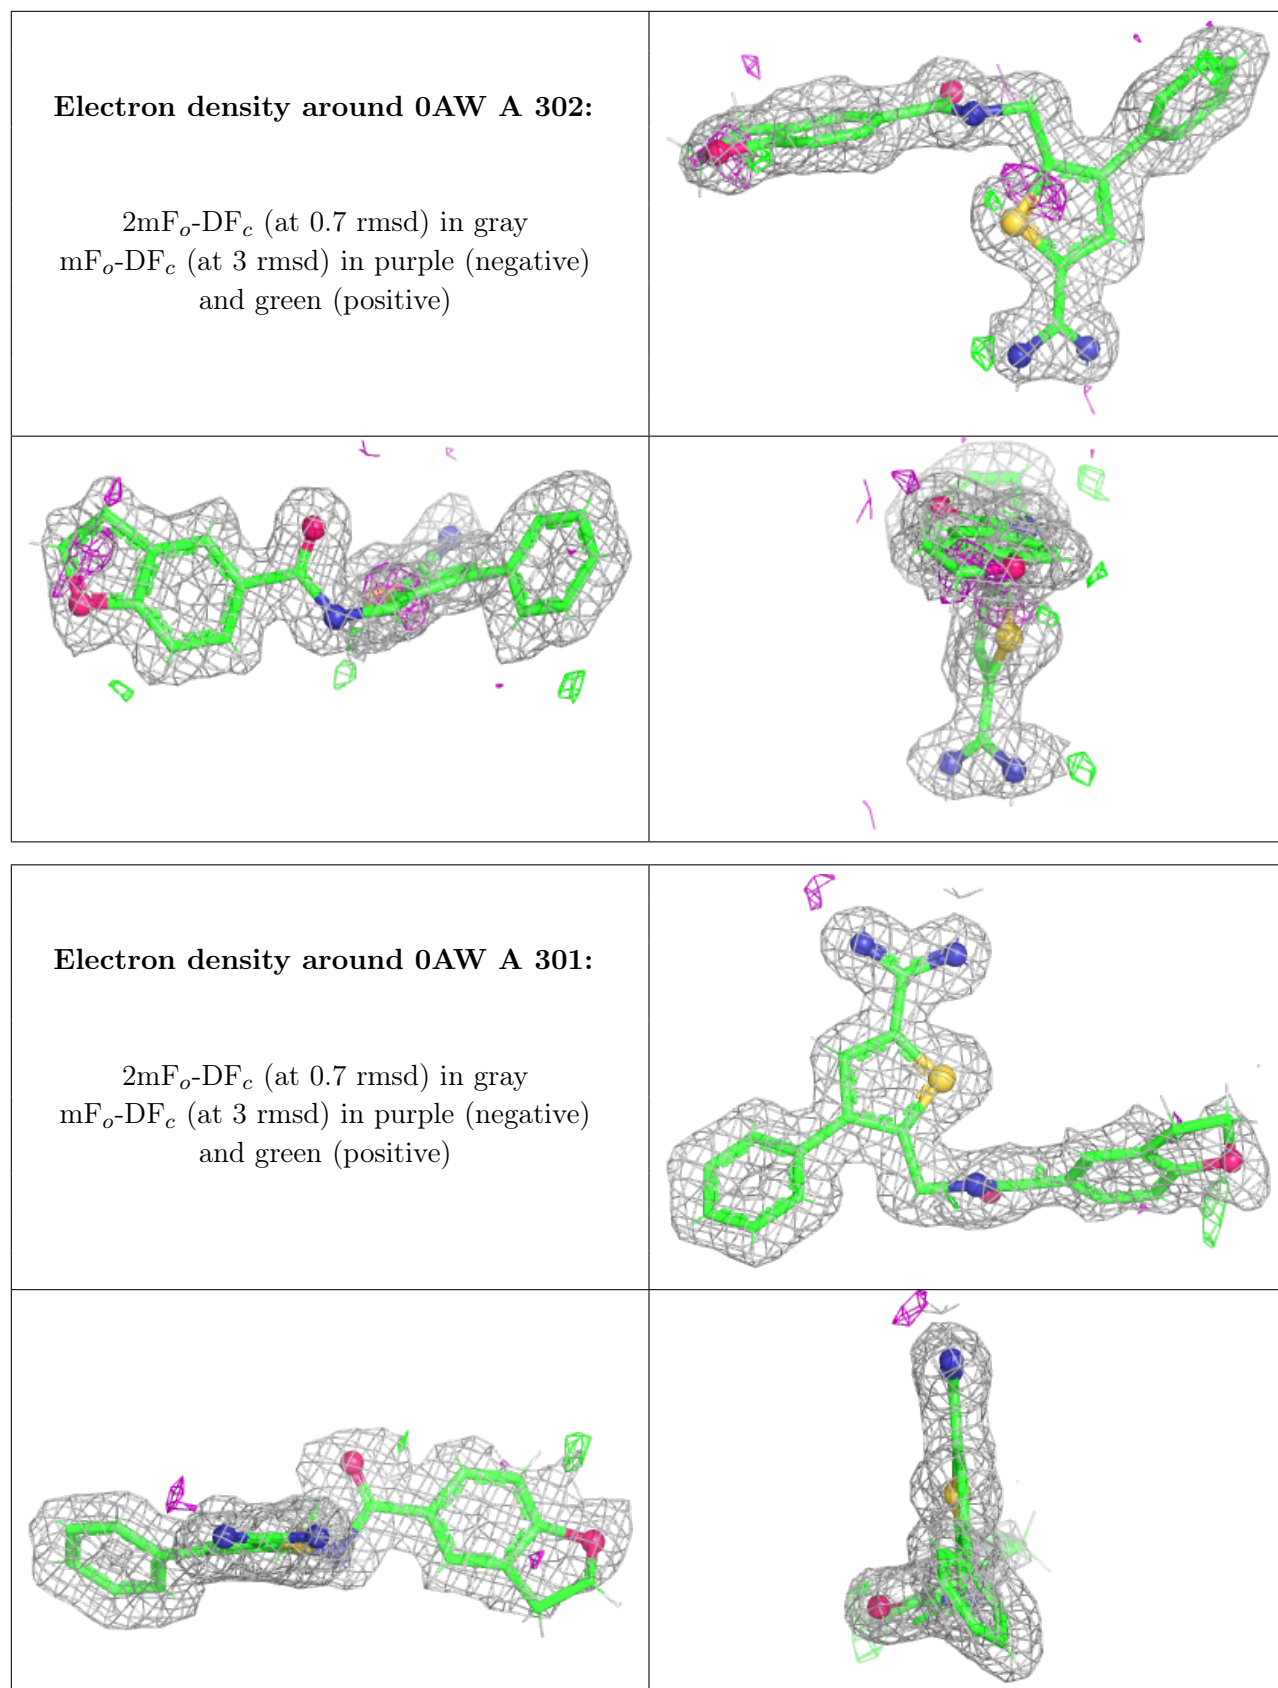 Electron density around 0AW A 302:
2mFo-DFc (at 0.7 rmsd) in gray
mFo-DFc (at 3 rmsd) in purple (negative)
and green (positive)
Electron density around 0AW A 301:
2mFo-DFc (at 0.7 rmsd) in gray
mFo-DFc (at 3 rmsd) in purple (negative)
and green (positive)